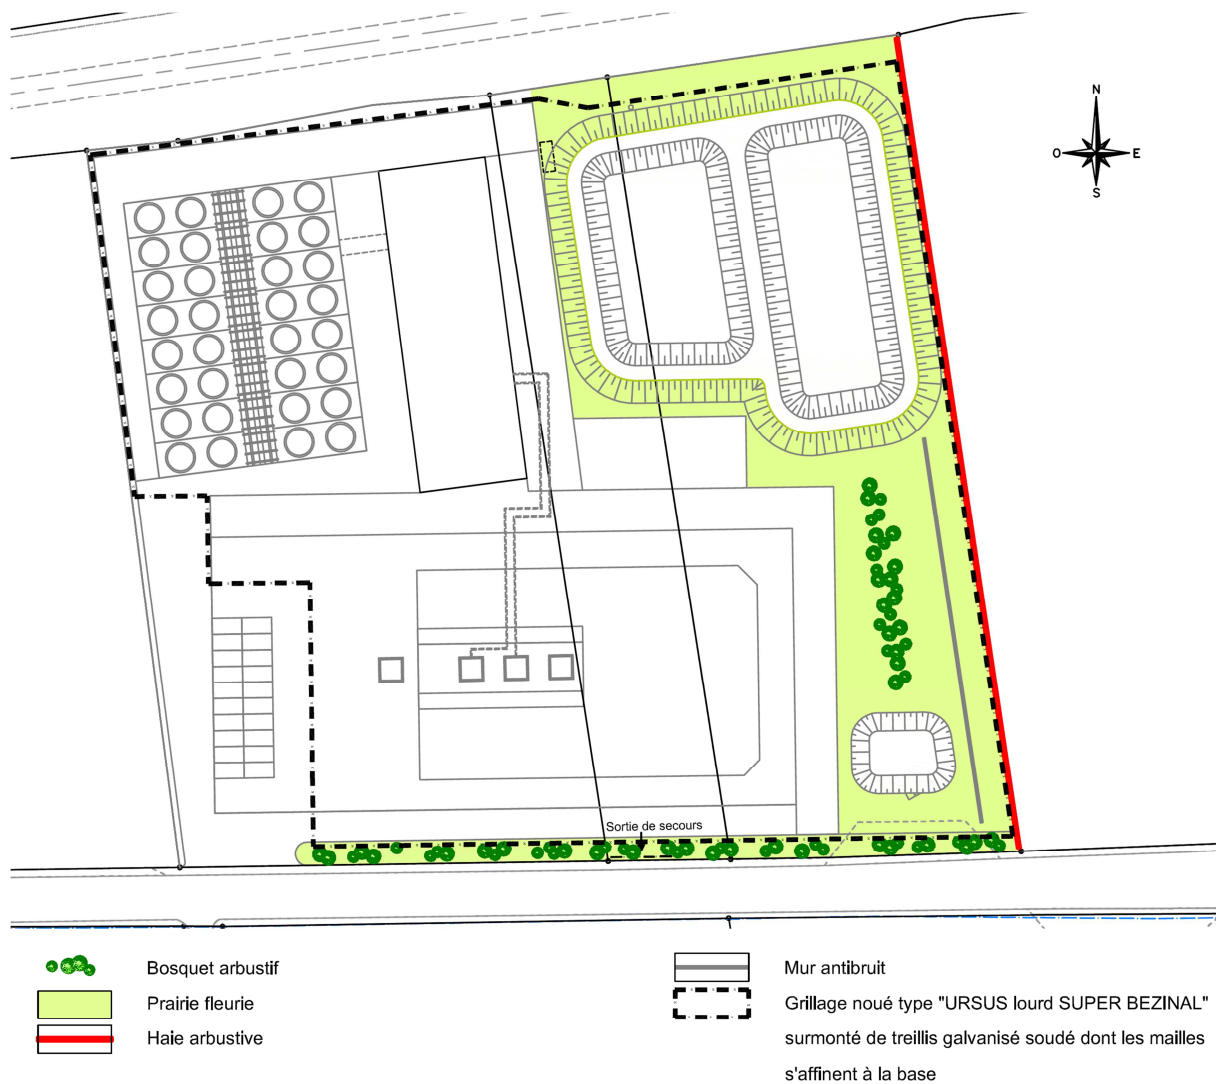 N
O
E
S
Sortie de secours
Bosquet arbustif
Prairie fleurie
Haie arbustive
Mur antibruit
Grillage noué type "URSUS lourd SUPER BEZINAL"
surmonté de treillis galvanisé soudé dont les mailles
s'affinent à la base